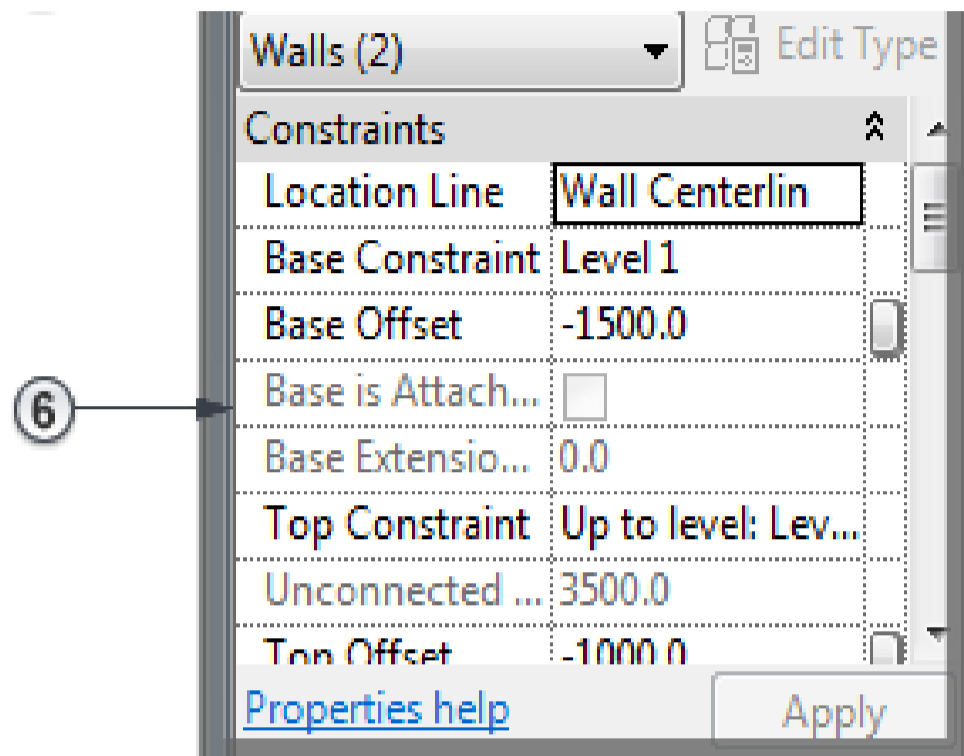 Walls (2) Edit Type
Constraints
Location Line Wall Centerlin
Base Constraint Level 1
Base Offset -1500.0
Base is Attach...
6
Base Extensio... 0.0
Top Constraint Up to level: Lev...
Unconnected ... 3500.0
Top Offset -1000.0
Properties help Apply